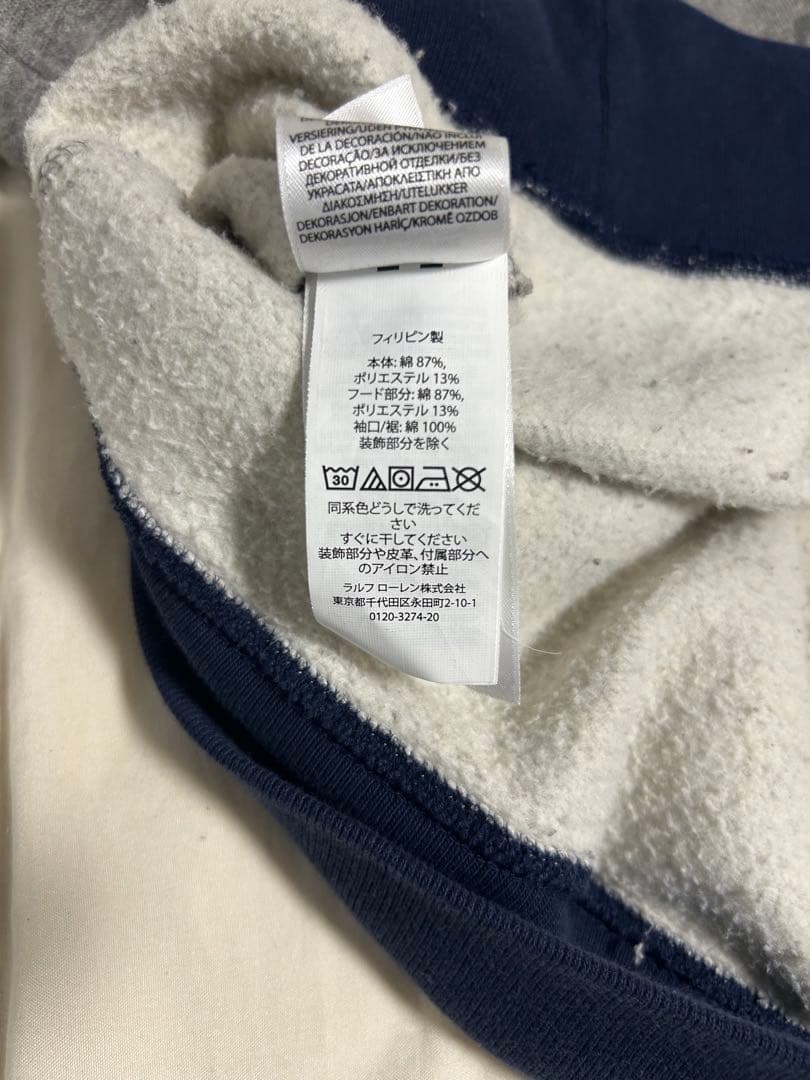 VERSIERING/UDEN
DE LA DECORACIÓN/NÃO INCLUI
DECORAÇÃO/ЗА ИСКЛЮЧЕНИЕМ
ДЕКОРАТИВНОЙ ОТДЕЛКИ/БЕЗ
УКРАСАТА/ΑΠΟΚΛΕΙΣΤΙΚΗ ΑΠΟ
ΔΙΑΚΟΣΜΗΣΗ/UTELUKKER
DEKORASJON/ENBART DEKORATION/
DEKORASYON HARİÇ/KROMĚ OZDOB
フィリピン製
本体: 綿 87%,
ポリエステル 13%
フード部分: 綿 87%,
ポリエステル 13%
袖口/裾: 綿 100%
装飾部分を除く
30
同系色どうしで洗ってくだ
さい
すぐに干してください
装飾部分や皮革、付属部分へ
のアイロン禁止
ラルフ ローレン株式会社
東京都千代田区永田町2-10-1
0120-3274-20